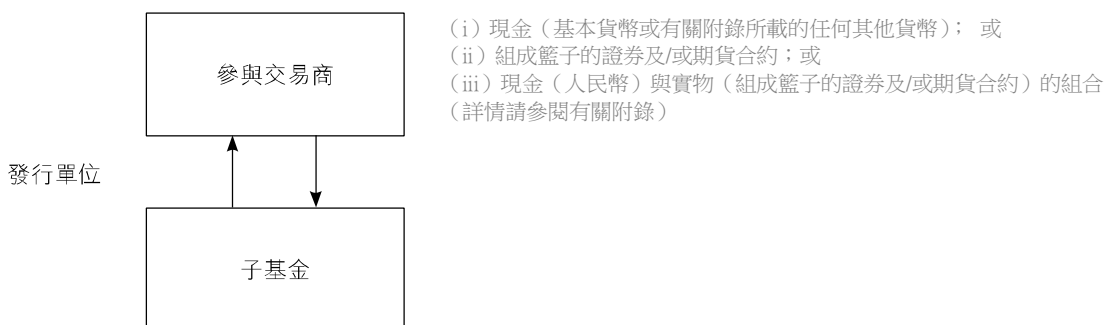 （i）現金（基本貨幣或有關附錄所載的任何其他貨幣）； 或
（ii）組成籃子的證券及/或期貨合約；或
（iii）現金（人民幣）與實物（組成籃子的證券及/或期貨合約）的組合
（詳情請參閱有關附錄）
參與交易商
發行單位
子基金